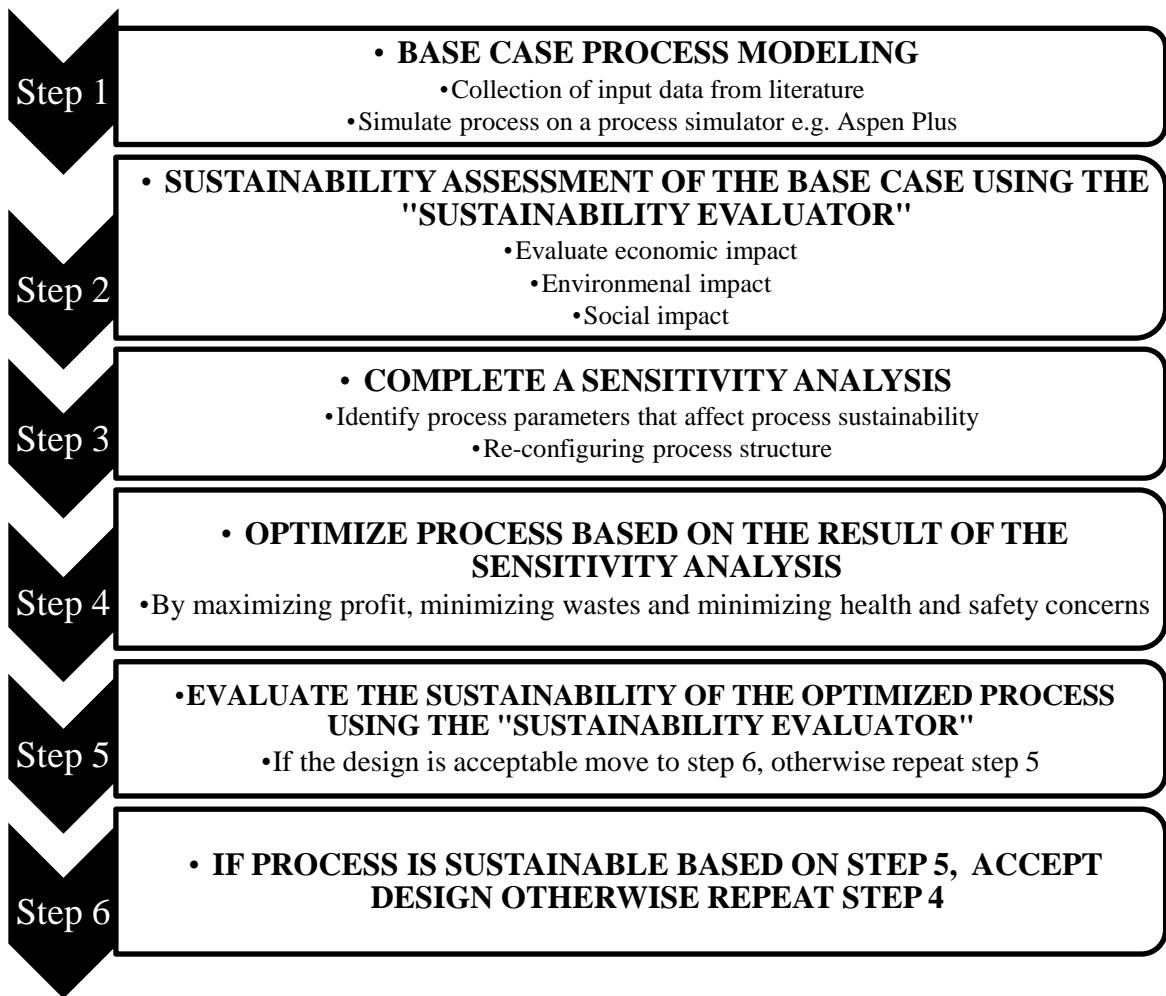 Step 1
• BASE CASE PROCESS MODELING
•Collection of input data from literature
•Simulate process on a process simulator e.g. Aspen Plus
Step 2
• SUSTAINABILITY ASSESSMENT OF THE BASE CASE USING THE
"SUSTAINABILITY EVALUATOR"
•Evaluate economic impact
•Environmenal impact
•Social impact
Step 3
• COMPLETE A SENSITIVITY ANALYSIS
•Identify process parameters that affect process sustainability
•Re-configuring process structure
Step 4
• OPTIMIZE PROCESS BASED ON THE RESULT OF THE
SENSITIVITY ANALYSIS
•By maximizing profit, minimizing wastes and minimizing health and safety concerns
Step 5
•EVALUATE THE SUSTAINABILITY OF THE OPTIMIZED PROCESS
USING THE "SUSTAINABILITY EVALUATOR"
•If the design is acceptable move to step 6, otherwise repeat step 5
Step 6
• IF PROCESS IS SUSTAINABLE BASED ON STEP 5, ACCEPT
DESIGN OTHERWISE REPEAT STEP 4